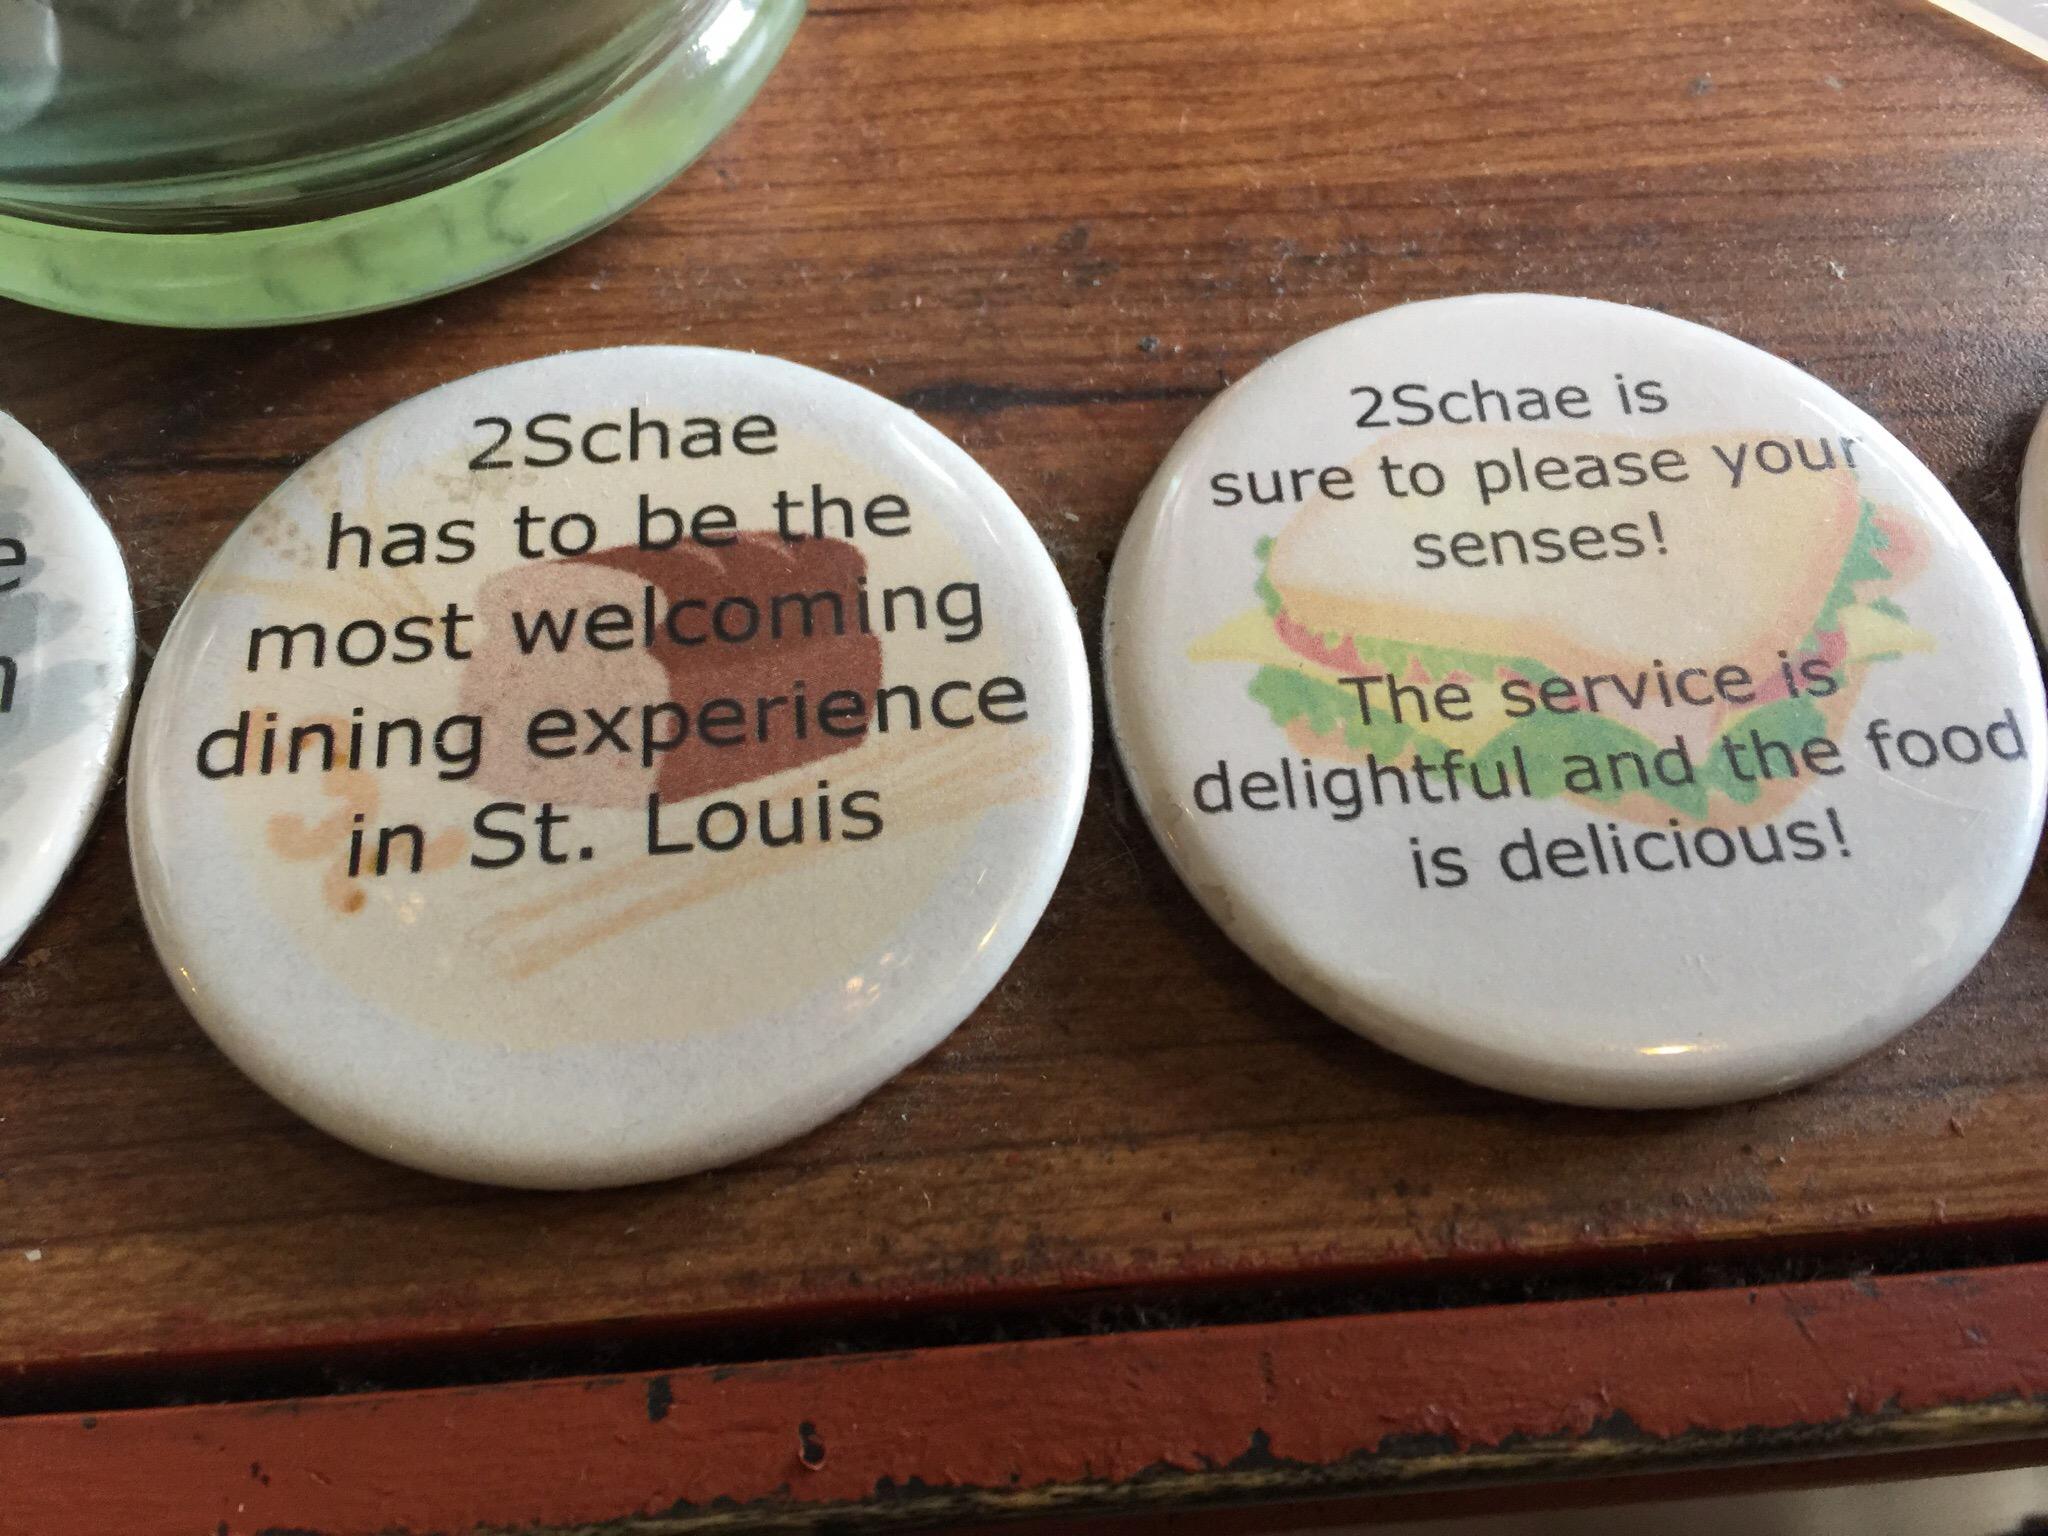 2Schae
has to be the
most welcoming
dining experience
in St. Louis
2Schae is
sure to please your
senses!
The service is
delightful and the food
is delicious!